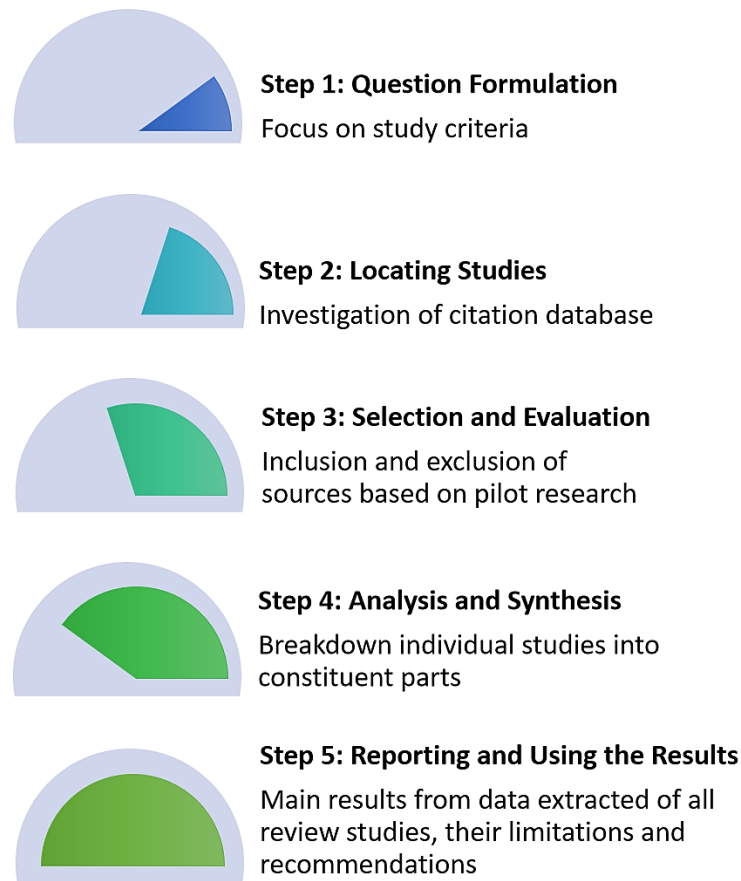 Step 1: Question Formulation
Focus on study criteria
Step 2: Locating Studies
Investigation of citation database
Step 3: Selection and Evaluation
Inclusion and exclusion of
sources based on pilot research
Step 4: Analysis and Synthesis
Breakdown individual studies into
constituent parts
Step 5: Reporting and Using the Results
Main results from data extracted of all
review studies, their limitations and
recommendations